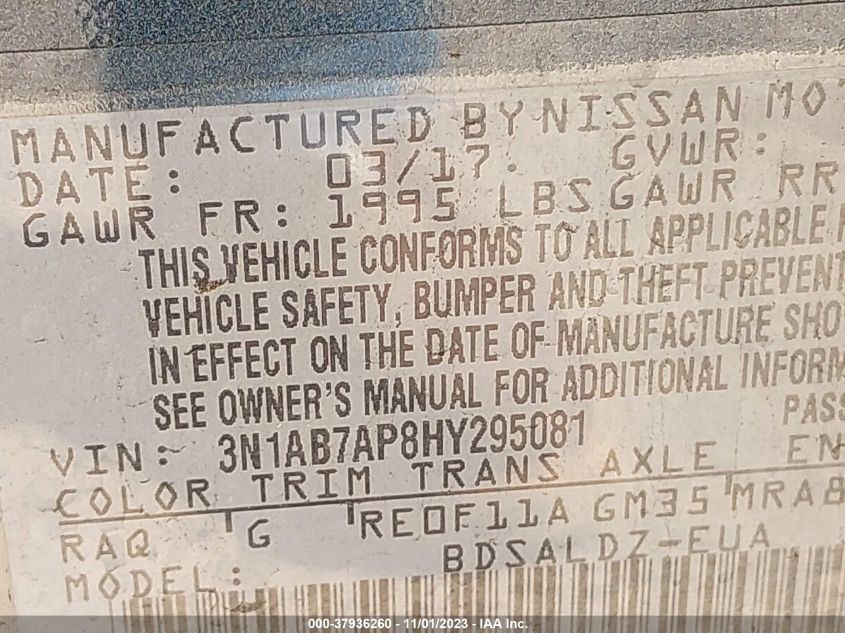 MANUFACTURED BY NISSAN MO
DATE: 03/17. GVWR:
GAWR FR: 1995 LBS GAWR RR
THIS VEHICLE CONFORMS TO ALL APPLICABLE
VEHICLE SAFETY, BUMPER AND THEFT PREVENT
IN EFFECT ON THE DATE OF MANUFACTURE SHO
SEE OWNER'S MANUAL FOR ADDITIONAL INFORM
PASS
VIN: 3N1AB7AP8HY295081
COLOR TRIM TRANS AXLE EN
RAQ G RE0F11A GM35 MRA8
MODEL: BDSALDZ-EUA
000-37936260 - 11/01/2023 - IAA Inc.